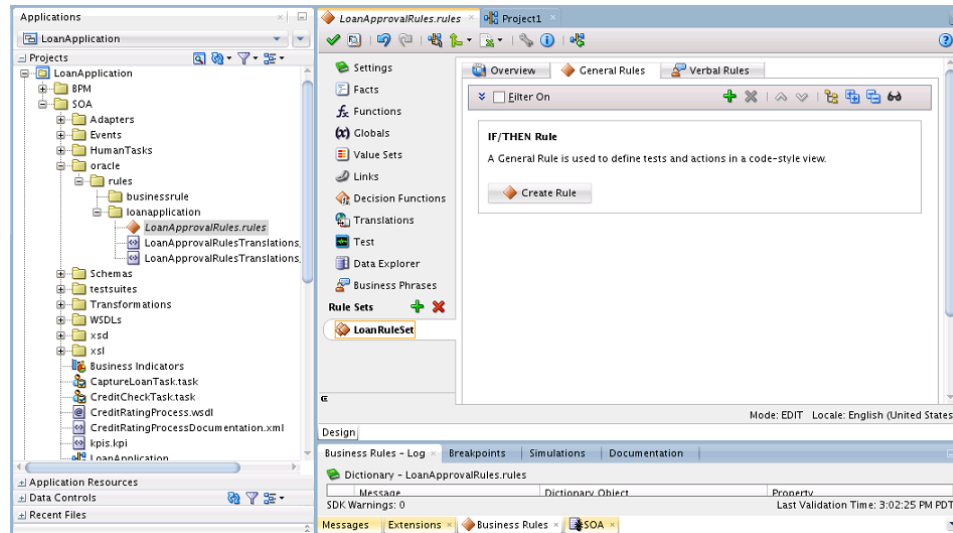 Applications
LoanApplication
Projects
LoanApplication
BPM
SOA
Adapters
Events
HumanTasks
oracle
rules
businessrule
loanapplication
LoanApprovalRules.rules
LoanApprovalRulesTranslations,
LoanApprovalRulesTranslations,
Schemas
testsuites
Transformations
WSDLs
xsd
xsl
Business Indicators
CaptureLoanTask.task
CreditCheckTask.task
CreditRatingProcess.wsdl
CreditRatingProcessDocumentation.xml
kpis.kpi
LoanApplication
Application Resources
Data Controls
Recent Files
LoanApprovalRules.rules
Project1
Settings
Facts
Functions
Globals
Value Sets
Links
Decision Functions
Translations
Test
Data Explorer
Business Phrases
Rule Sets
LoanRuleSet
Overview
General Rules
Verbal Rules
Filter On
IF/THEN Rule
A General Rule is used to define tests and actions in a code-style view.
Create Rule
Mode: EDIT Locale: English (United States
Design
Business Rules - Log Breakpoints Simulations Documentation
Dictionary - LoanApprovalRules.rules
Message Dictionary Object Property
SDK Warnings: 0 Last Validation Time: 3:02:25 PM PDT
Messages Extensions Business Rules SOA